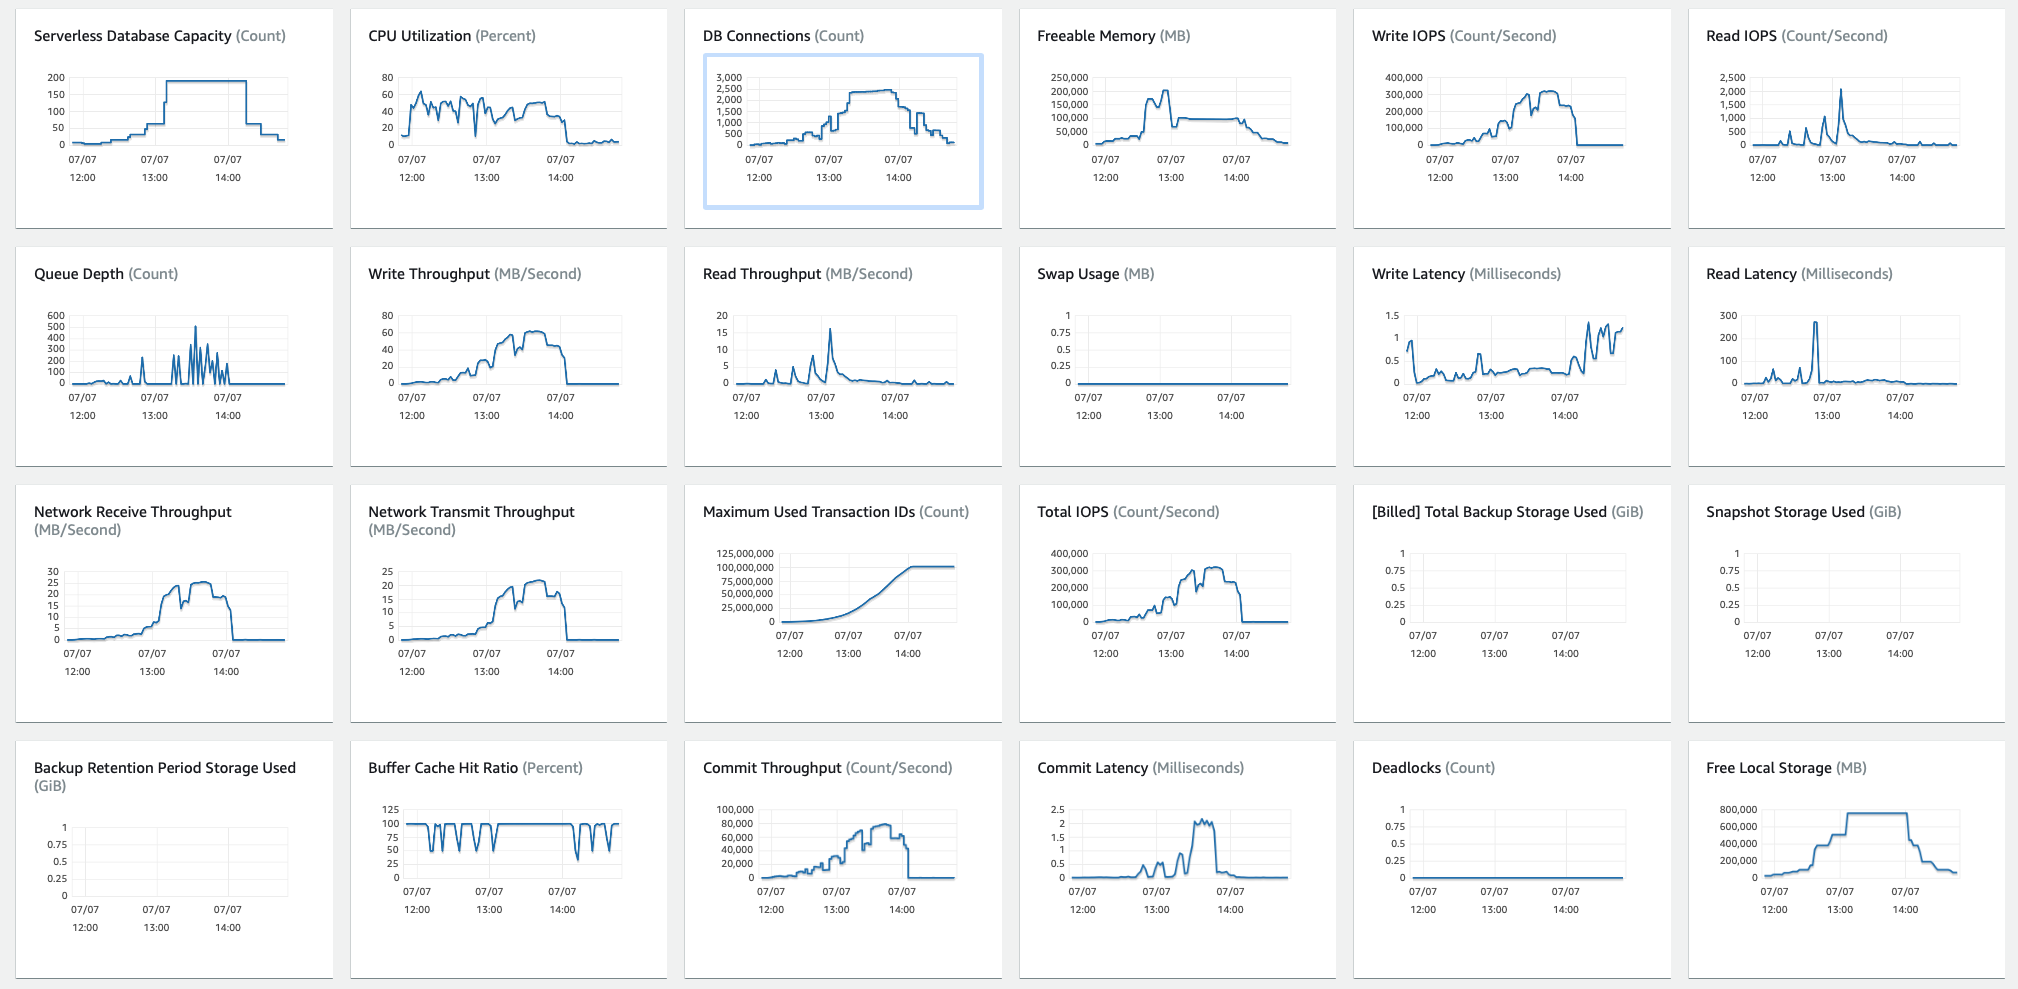 Serverless Database Capacity (Count)
200
150
100
50
0
07/07 07/07 07/07
12:00 13:00 14:00
CPU Utilization (Percent)
80
60
40
20
0
07/07 07/07 07/07
12:00 13:00 14:00
DB Connections (Count)
3,000
2,500
2,000
1,500
1,000
500
0
07/07 07/07 07/07
12:00 13:00 14:00
Freeable Memory (MB)
250,000
200,000
150,000
100,000
50,000
0
07/07 07/07 07/07
12:00 13:00 14:00
Write IOPS (Count/Second)
400,000
300,000
200,000
100,000
0
07/07 07/07 07/07
12:00 13:00 14:00
Read IOPS (Count/Second)
2,500
2,000
1,500
1,000
500
0
07/07 07/07 07/07
12:00 13:00 14:00
Queue Depth (Count)
600
500
400
300
200
100
0
07/07 07/07 07/07
12:00 13:00 14:00
Write Throughput (MB/Second)
80
60
40
20
0
07/07 07/07 07/07
12:00 13:00 14:00
Read Throughput (MB/Second)
20
15
10
5
0
07/07 07/07 07/07
12:00 13:00 14:00
Swap Usage (MB)
1
0.75
0.5
0.25
0
07/07 07/07 07/07
12:00 13:00 14:00
Write Latency (Milliseconds)
1.5
1
0.5
0
07/07 07/07 07/07
12:00 13:00 14:00
Read Latency (Milliseconds)
300
200
100
0
07/07 07/07 07/07
12:00 13:00 14:00
Network Receive Throughput
(MB/Second)
30
25
20
15
10
5
0
07/07 07/07 07/07
12:00 13:00 14:00
Network Transmit Throughput
(MB/Second)
25
20
15
10
5
0
07/07 07/07 07/07
12:00 13:00 14:00
Maximum Used Transaction IDs (Count)
125,000,000
100,000,000
75,000,000
50,000,000
25,000,000
0
07/07 07/07 07/07
12:00 13:00 14:00
Total IOPS (Count/Second)
400,000
300,000
200,000
100,000
0
07/07 07/07 07/07
12:00 13:00 14:00
[Billed] Total Backup Storage Used (GiB)
1
0.75
0.5
0.25
0
07/07 07/07 07/07
12:00 13:00 14:00
Snapshot Storage Used (GiB)
1
0.75
0.5
0.25
0
07/07 07/07 07/07
12:00 13:00 14:00
Backup Retention Period Storage Used
(GiB)
1
0.75
0.5
0.25
0
07/07 07/07 07/07
12:00 13:00 14:00
Buffer Cache Hit Ratio (Percent)
125
100
75
50
25
0
07/07 07/07 07/07
12:00 13:00 14:00
Commit Throughput (Count/Second)
100,000
80,000
60,000
40,000
20,000
0
07/07 07/07 07/07
12:00 13:00 14:00
Commit Latency (Milliseconds)
2.5
2
1.5
1
0.5
0
07/07 07/07 07/07
12:00 13:00 14:00
Deadlocks (Count)
1
0.75
0.5
0.25
0
07/07 07/07 07/07
12:00 13:00 14:00
Free Local Storage (MB)
800,000
600,000
400,000
200,000
0
07/07 07/07 07/07
12:00 13:00 14:00